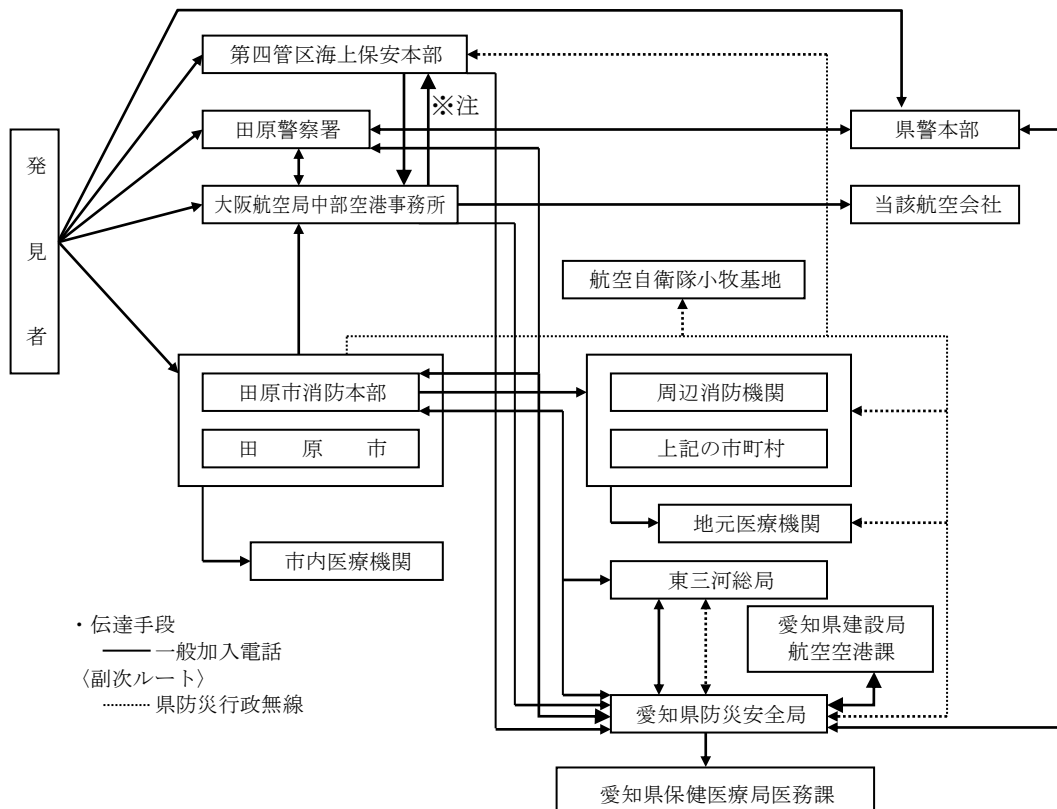 第四管区海上保安本部
※注
田原警察署
県警本部
発見者
大阪航空局中部空港事務所
当該航空会社
航空自衛隊小牧基地
田原市消防本部
周辺消防機関
田原市
上記の市町村
地元医療機関
市内医療機関
東三河総局
・伝達手段
一般加入電話
〈副次ルート〉
県防災行政無線
愛知県建設局
航空空港課
愛知県防災安全局
愛知県保健医療局医務課